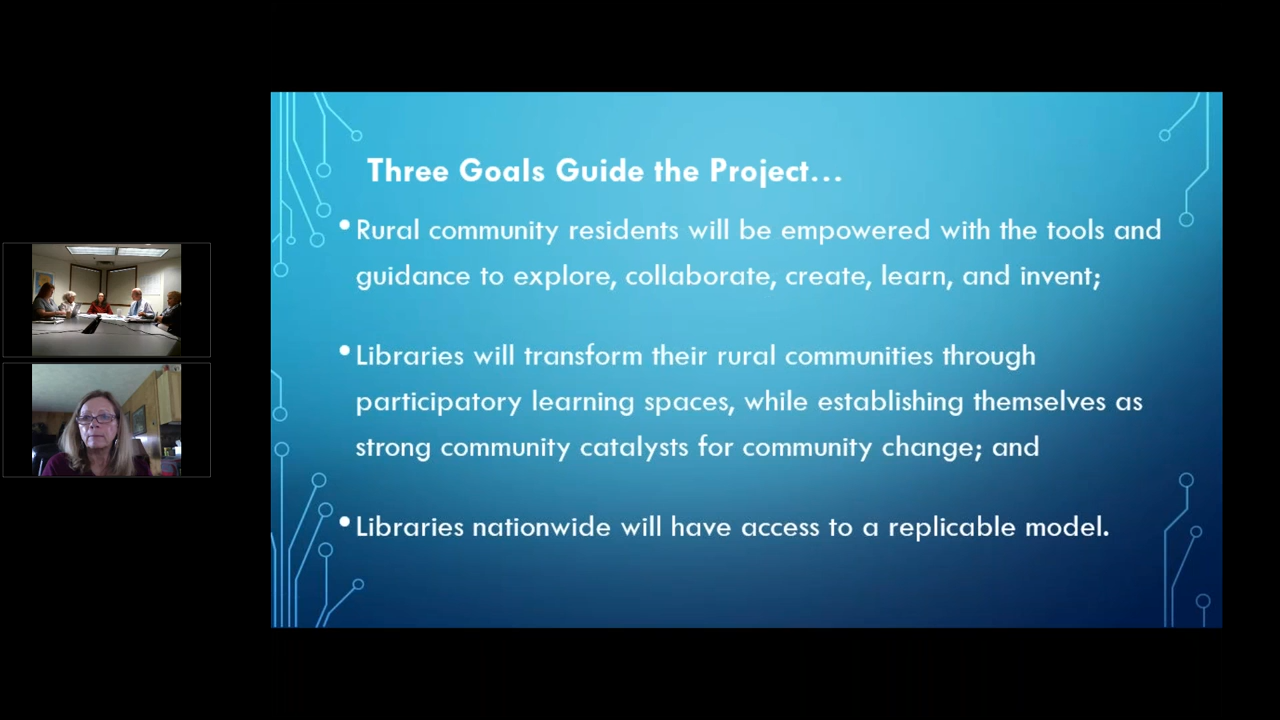 Three Goals Guide the Project...
•Rural community residents will be empowered with the tools and
guidance to explore, collaborate, create, learn, and invent;
•Libraries will transform their rural communities through
participatory learning spaces, while establishing themselves as
strong community catalysts for community change; and
•Libraries nationwide will have access to a replicable model.